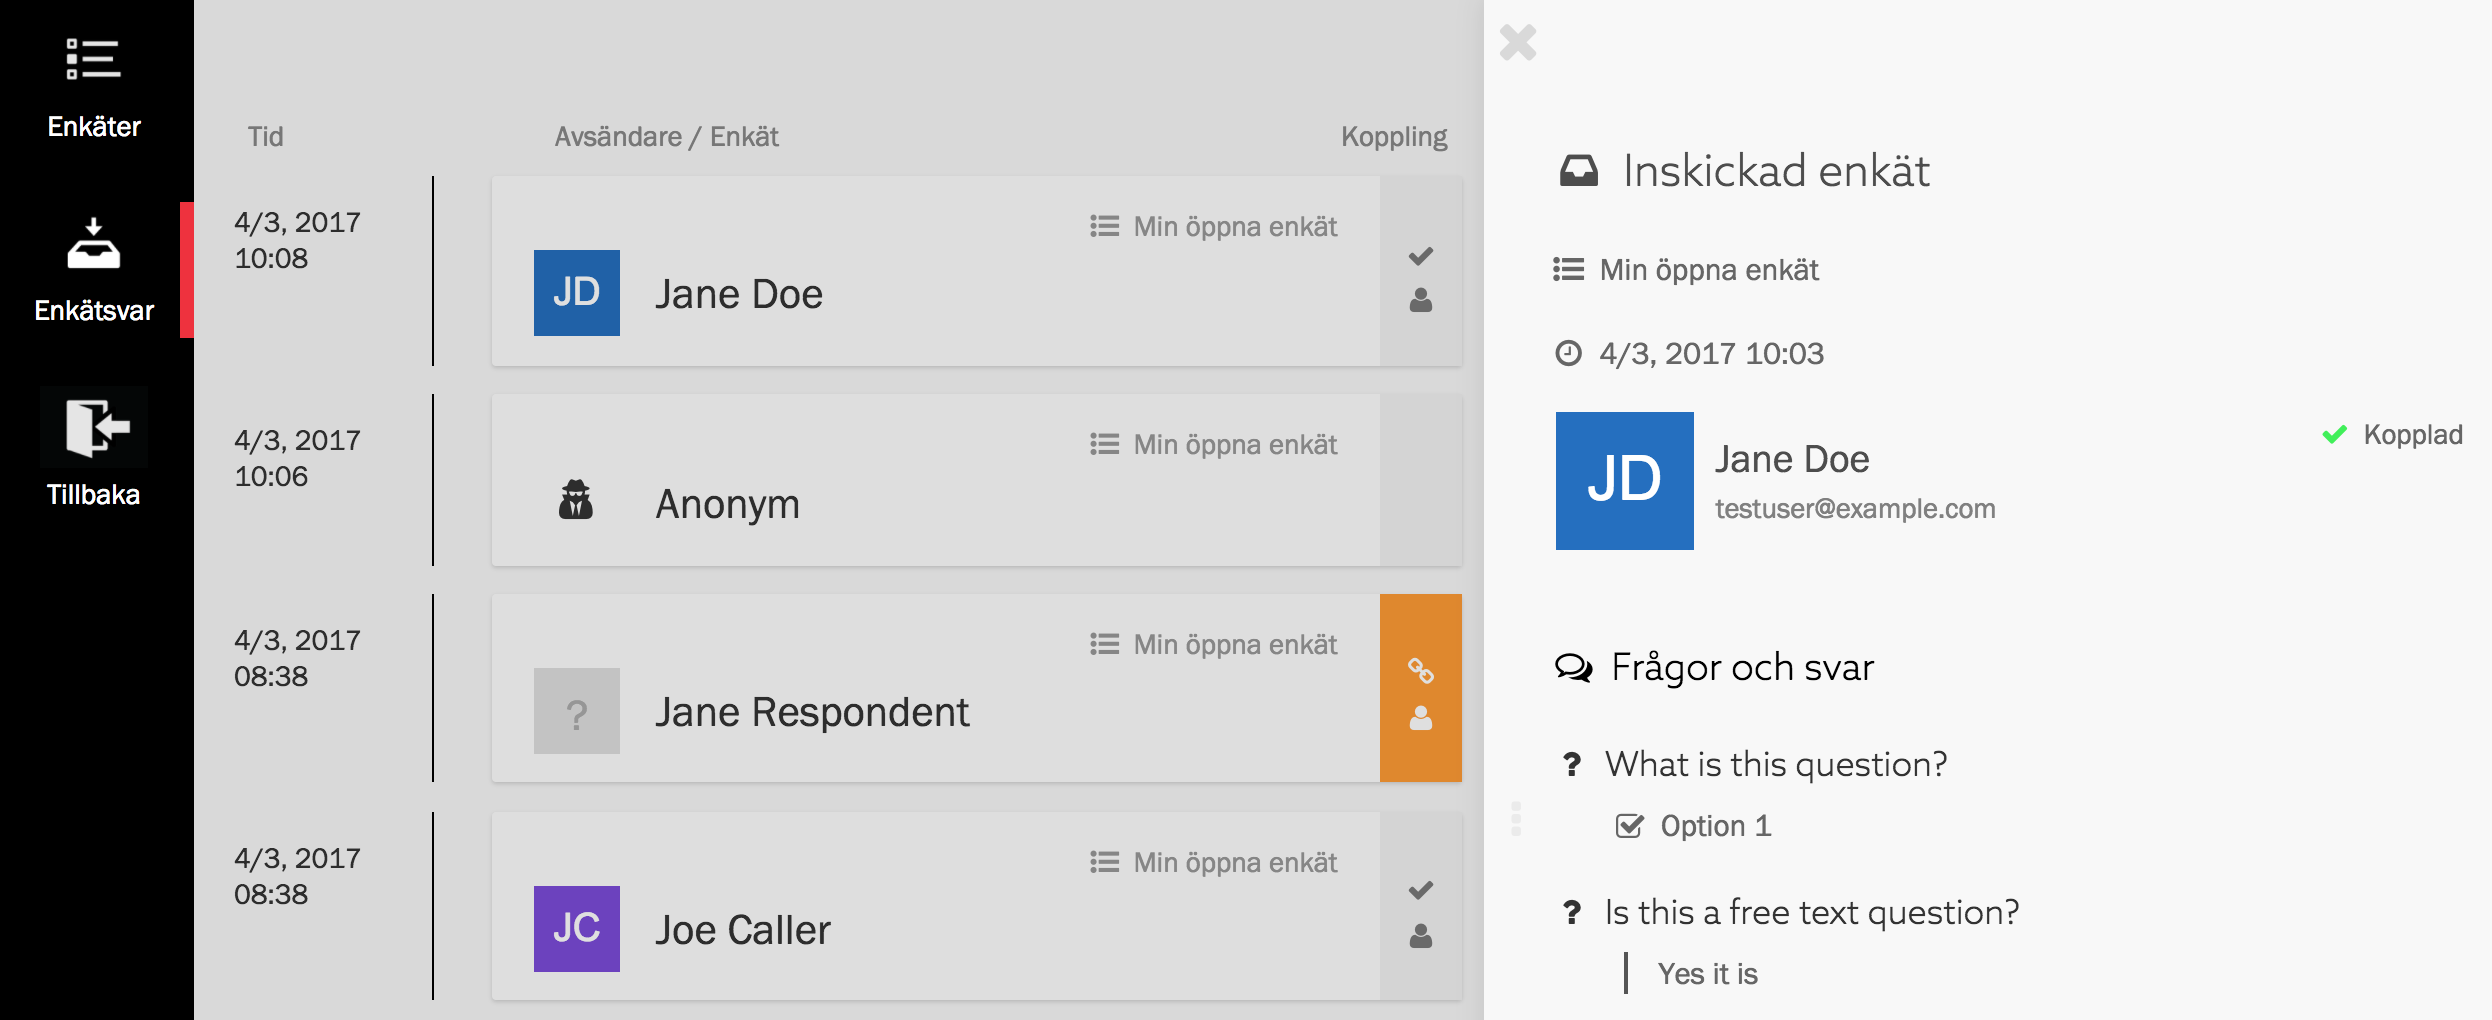 Enkäter
Enkätsvar
Tillbaka
Tid
Avsändare / Enkät
Koppling
4/3, 2017
10:08
Min öppna enkät
JD
Jane Doe
4/3, 2017
10:06
Min öppna enkät
Anonym
4/3, 2017
08:38
Min öppna enkät
?
Jane Respondent
4/3, 2017
08:38
Min öppna enkät
JC
Joe Caller
Inskickad enkät
Min öppna enkät
4/3, 2017 10:03
JD
Jane Doe
testuser@example.com
Kopplad
Frågor och svar
? What is this question?
Option 1
? Is this a free text question?
Yes it is